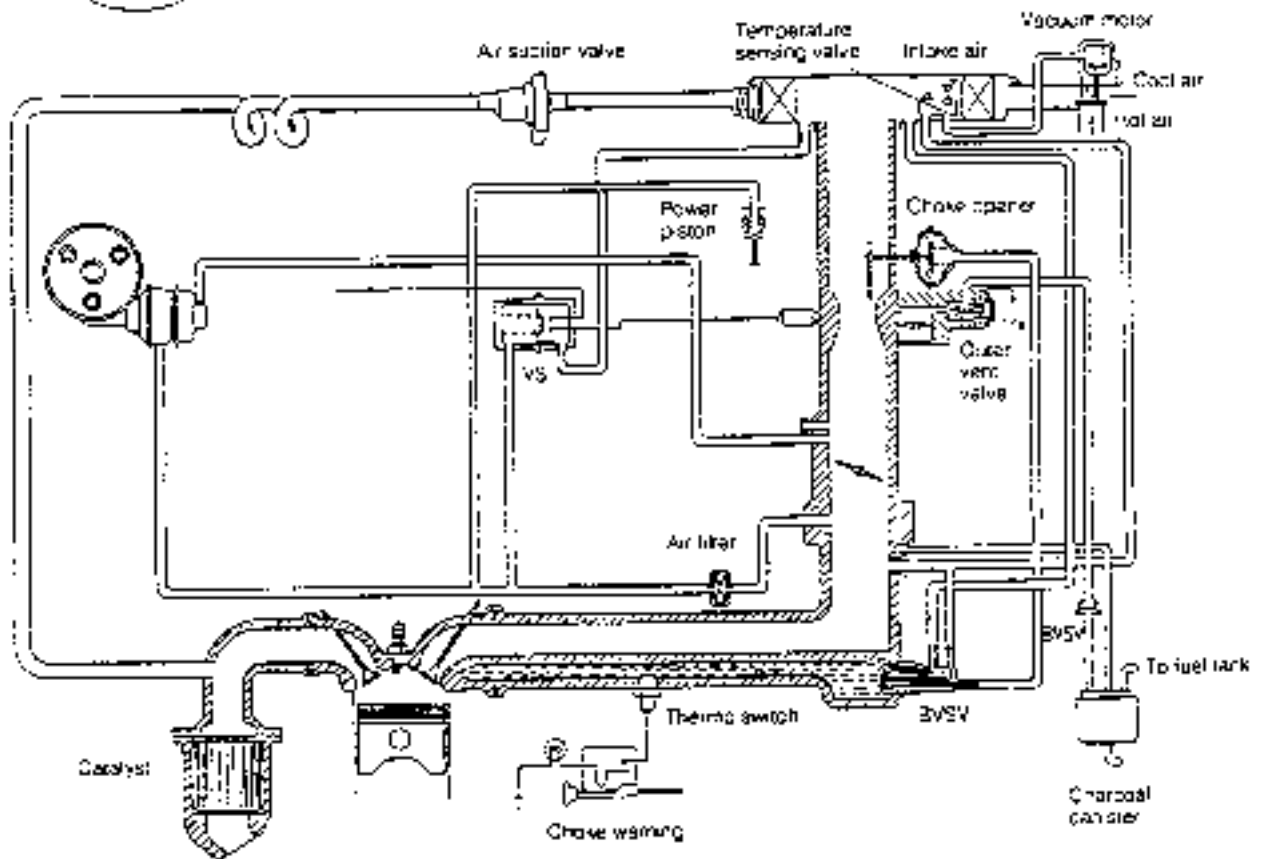 Vacuum motor
Temperature
sensing valve
Intake air
Air suction valve
Cool air
Hot air
Power
piston
Choke opener
VS
Outer
vent
valve
Air filter
BVSV
To fuel tank
Thermo switch
BVSV
Catalyst
Charcoal
canister
Choke warning